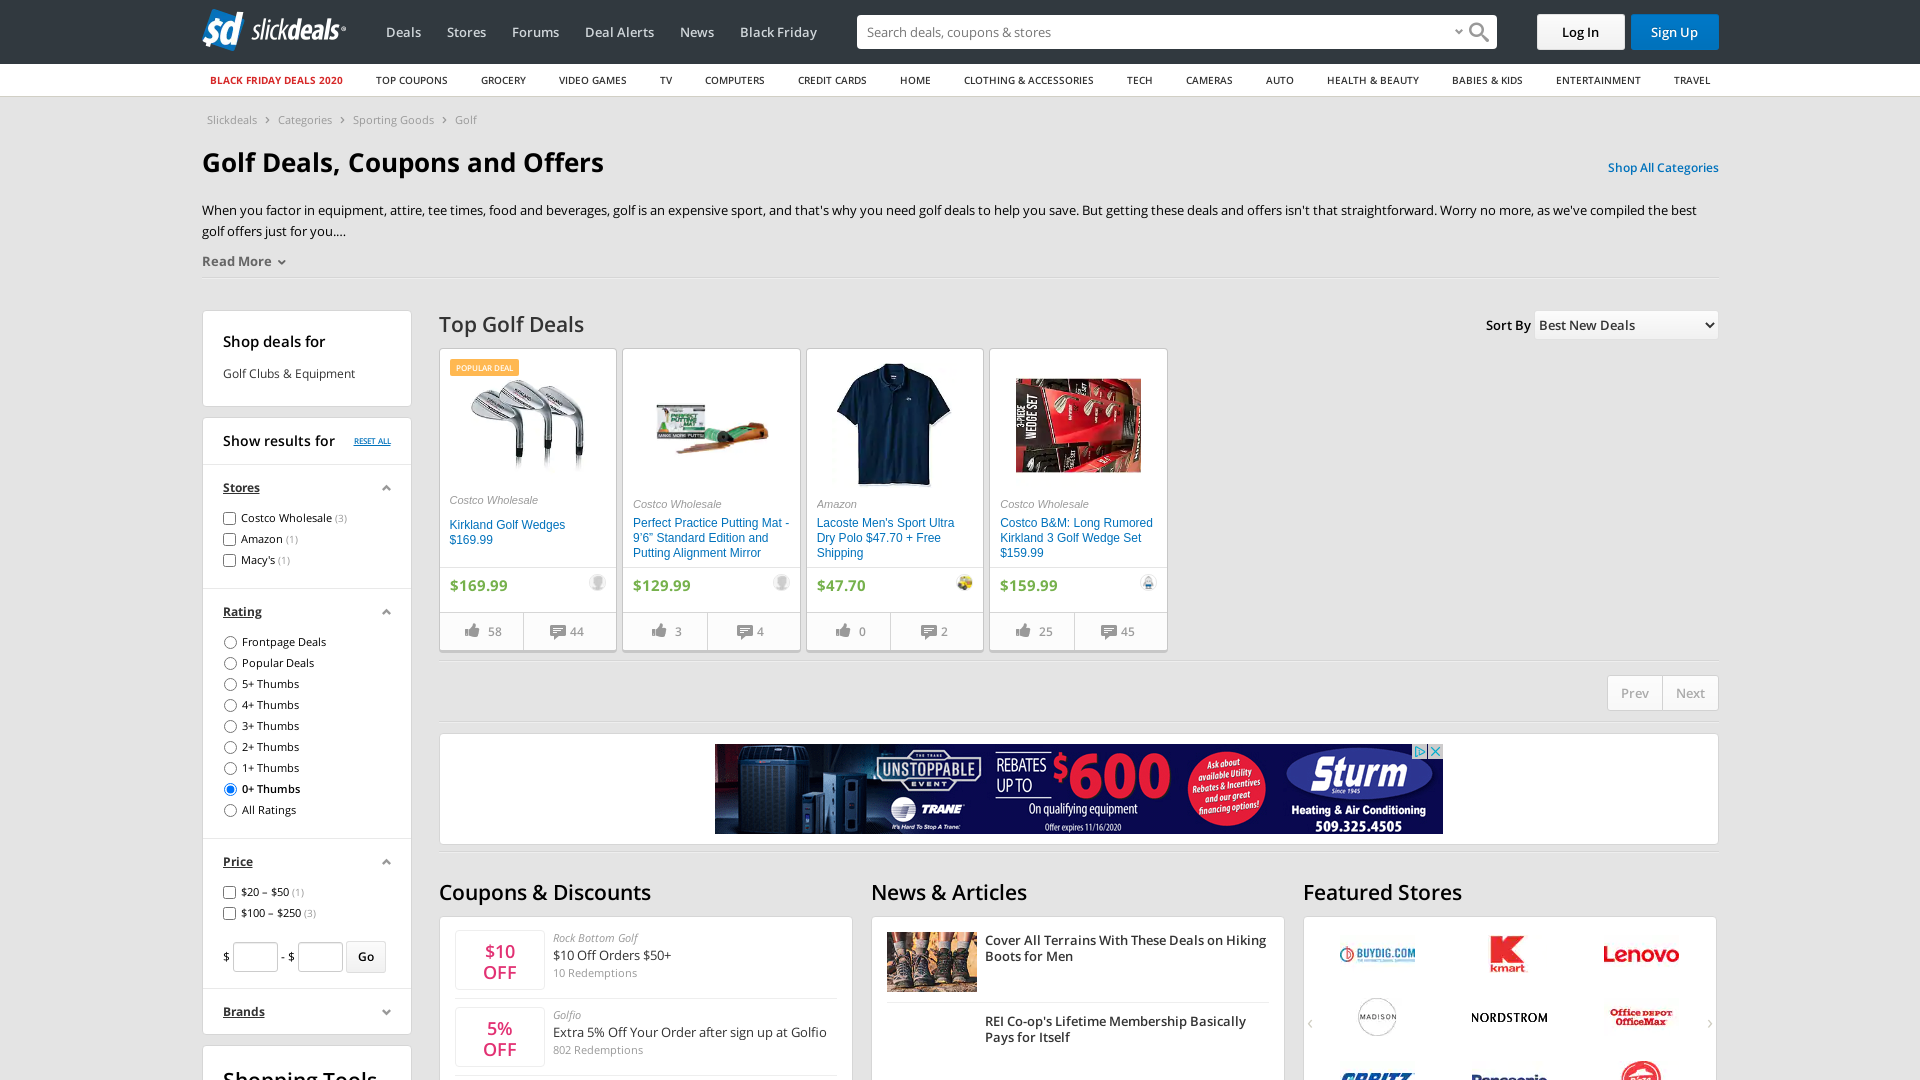 slickdeals
Deals
Stores
Forums
Deal Alerts
News
Black Friday
Search deals, coupons & stores
Log In
Sign Up
BLACK FRIDAY DEALS 2020
TOP COUPONS
GROCERY
VIDEO GAMES
TV
COMPUTERS
CREDIT CARDS
HOME
CLOTHING & ACCESSORIES
TECH
CAMERAS
AUTO
HEALTH & BEAUTY
BABIES & KIDS
ENTERTAINMENT
TRAVEL
Slickdeals > Categories > Sporting Goods > Golf
Golf Deals, Coupons and Offers
Shop All Categories
When you factor in equipment, attire, tee times, food and beverages, golf is an expensive sport, and that's why you need golf deals to help you save. But getting these deals and offers isn't that straightforward. Worry no more, as we've compiled the best
golf offers just for you....
Read More
Shop deals for
Golf Clubs & Equipment
Show results for
RESET ALL
Stores
Costco Wholesale (3)
Amazon (1)
Macy's (1)
Rating
Frontpage Deals
Popular Deals
5+ Thumbs
4+ Thumbs
3+ Thumbs
2+ Thumbs
1+ Thumbs
0+ Thumbs
All Ratings
Price
$20 – $50 (1)
$100 – $250 (3)
$ - $ Go
Brands
Shopping Tools
Top Golf Deals
Sort By Best New Deals
POPULAR DEAL
Costco Wholesale
Kirkland Golf Wedges
$169.99
$169.99
58
44
PERFECT
PUTTING MAT
Costco Wholesale
Perfect Practice Putting Mat -
9’6” Standard Edition and
Putting Alignment Mirror
$129.99
3
4
Amazon
Lacoste Men's Sport Ultra
Dry Polo $47.70 + Free
Shipping
$47.70
0
2
3-PIECE
WEDGE SET
Costco Wholesale
Costco B&M: Long Rumored
Kirkland 3 Golf Wedge Set
$159.99
$159.99
25
45
Prev
Next
THE TRANE
UNSTOPPABLE
EVENT
TRANE
It's Hard To Stop A Trane.
REBATES
UP TO
$600
On qualifying equipment
Offer expires 11/16/2020
Ask about
available Utility
Rebates & Incentives
and our great
financing options!
Sturm
Since 1945
Heating & Air Conditioning
509.325.4505
Coupons & Discounts
$10
OFF
Rock Bottom Golf
$10 Off Orders $50+
10 Redemptions
5%
OFF
Golfio
Extra 5% Off Your Order after sign up at Golfio
802 Redemptions
News & Articles
Cover All Terrains With These Deals on Hiking
Boots for Men
REI Co-op's Lifetime Membership Basically
Pays for Itself
Featured Stores
BUYDIG.COM
kmart
Lenovo
MADISON
NORDSTROM
Office DEPOT
OfficeMax
ORBITZ
Panasonic